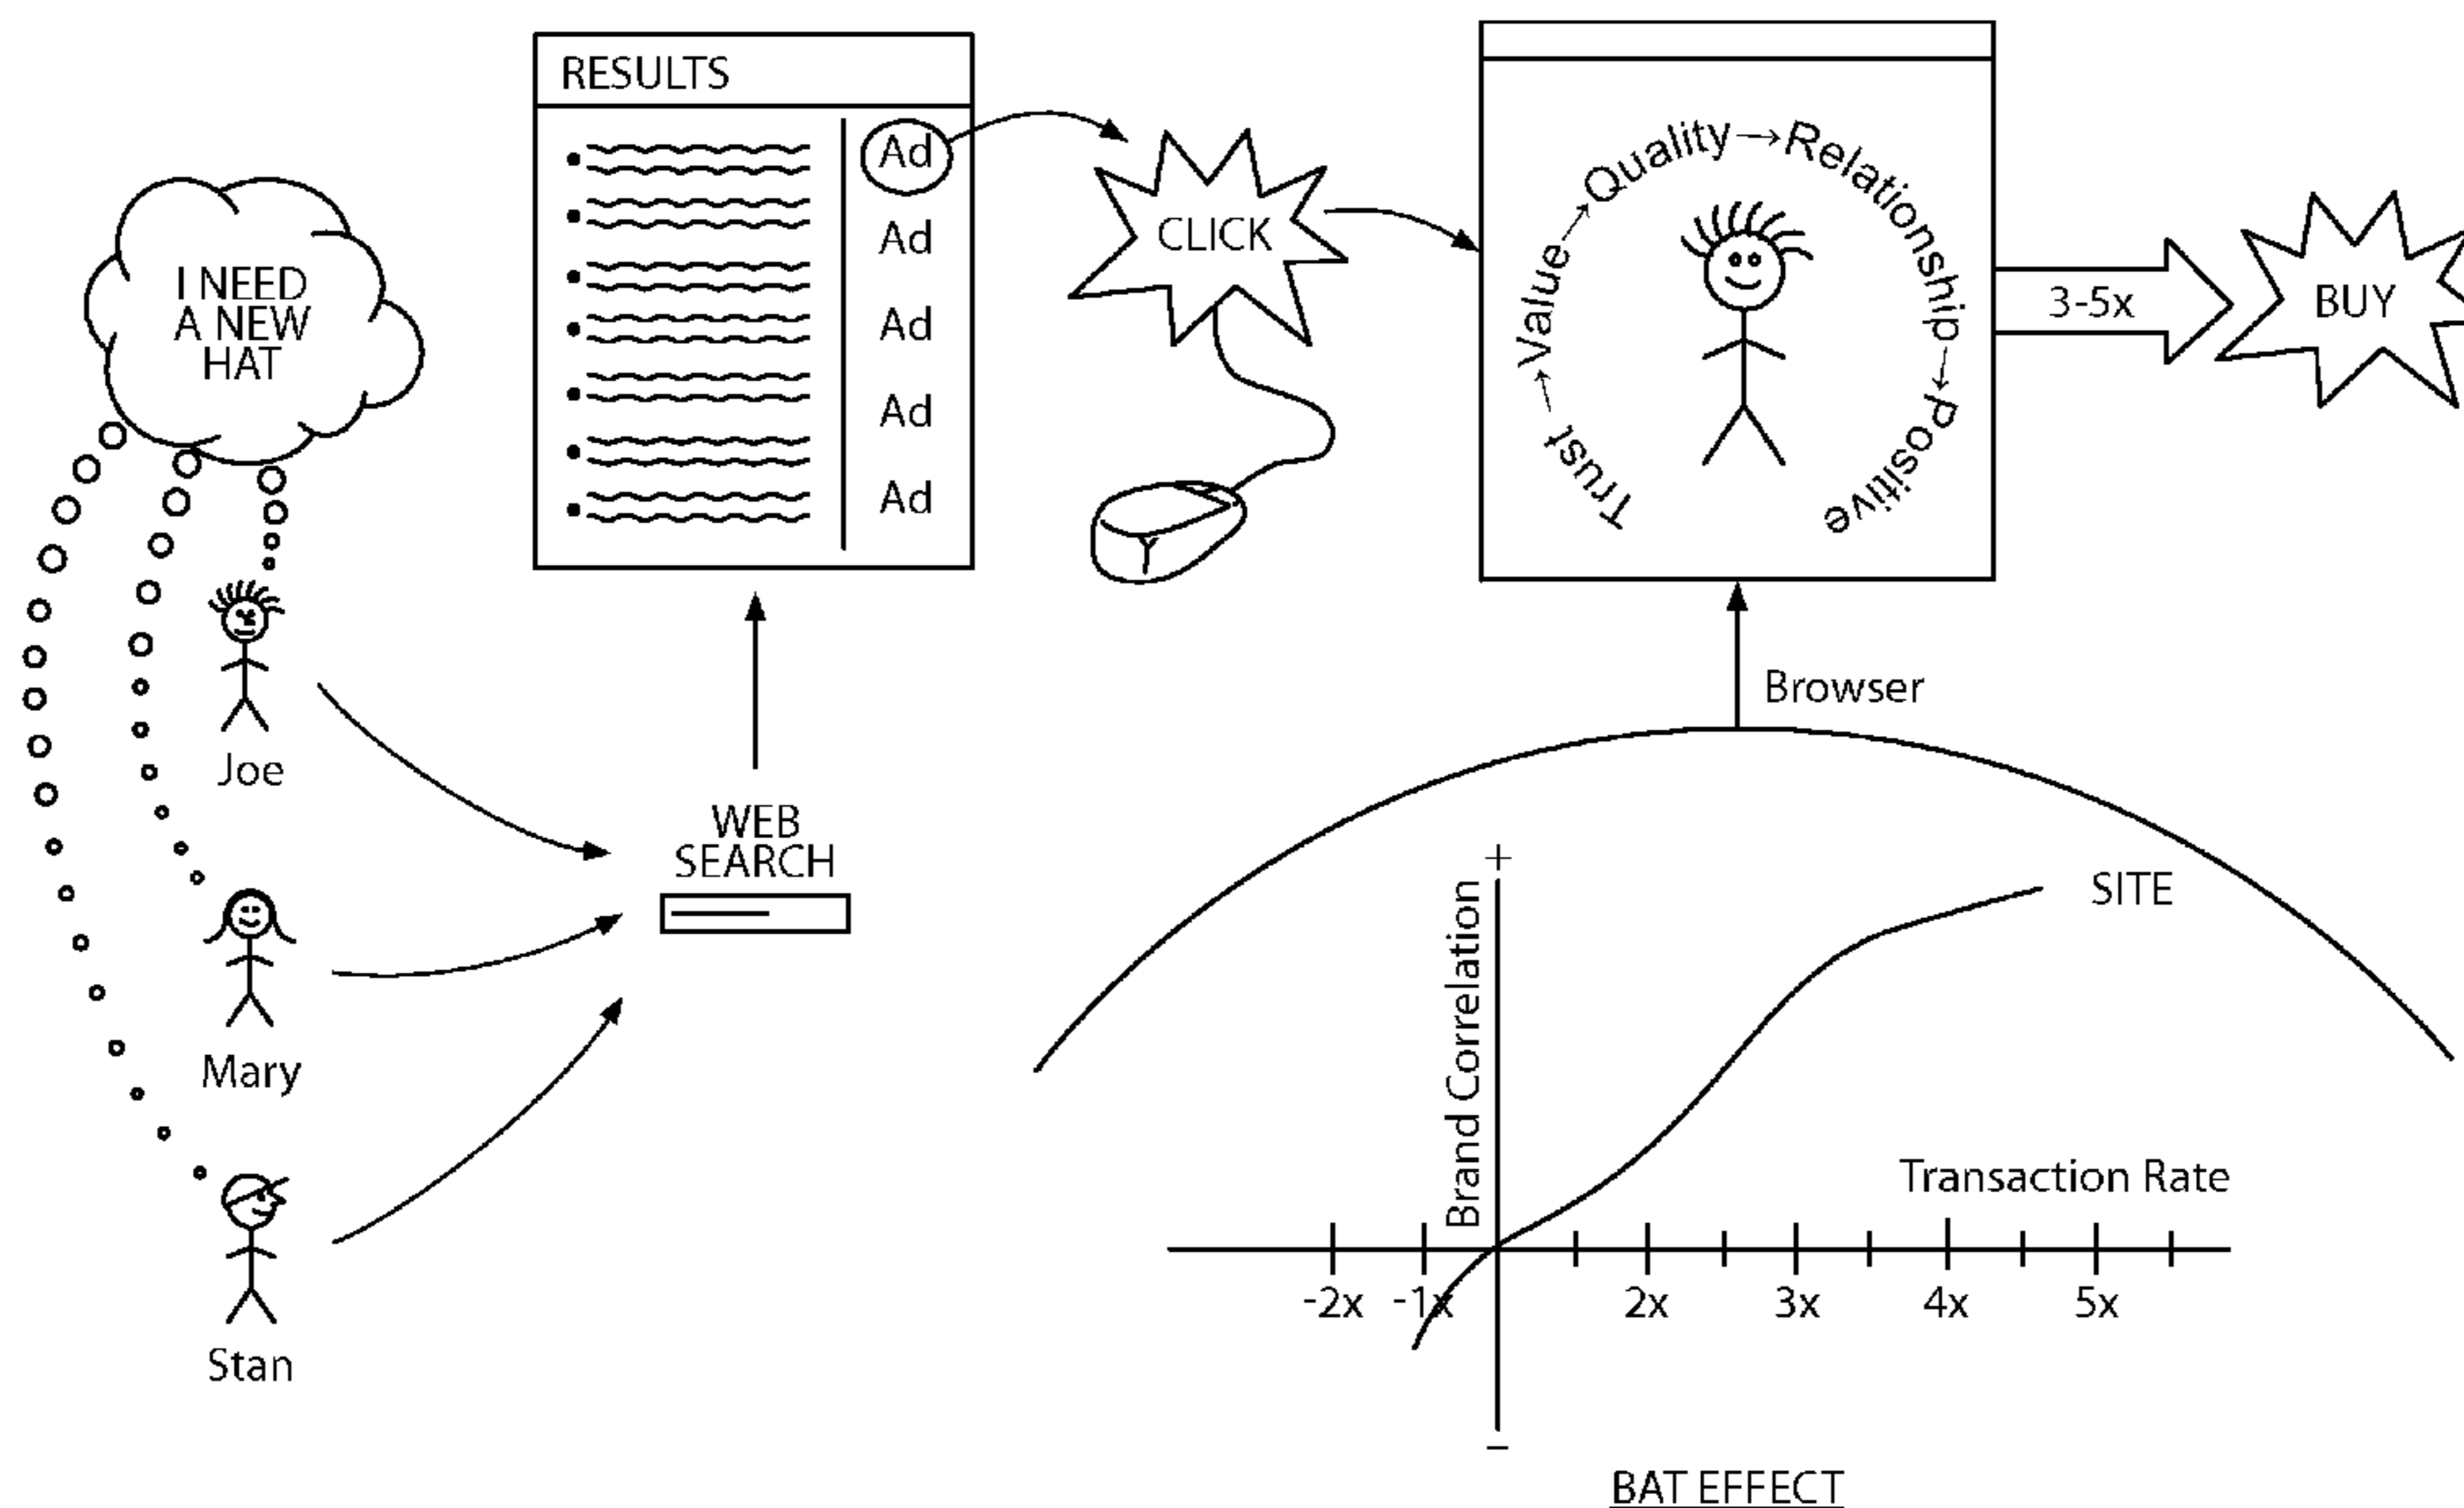 I NEED
A NEW
HAT
Joe
Mary
Stan
WEB
SEARCH
RESULTS
Ad
Ad
Ad
Ad
Ad
CLICK
Trust→Value→Quality→Relationship→Positive
3-5x
BUY
Browser
+
Brand Correlation
SITE
Transaction Rate
-2x -1x 2x 3x 4x 5x
–
BAT EFFECT